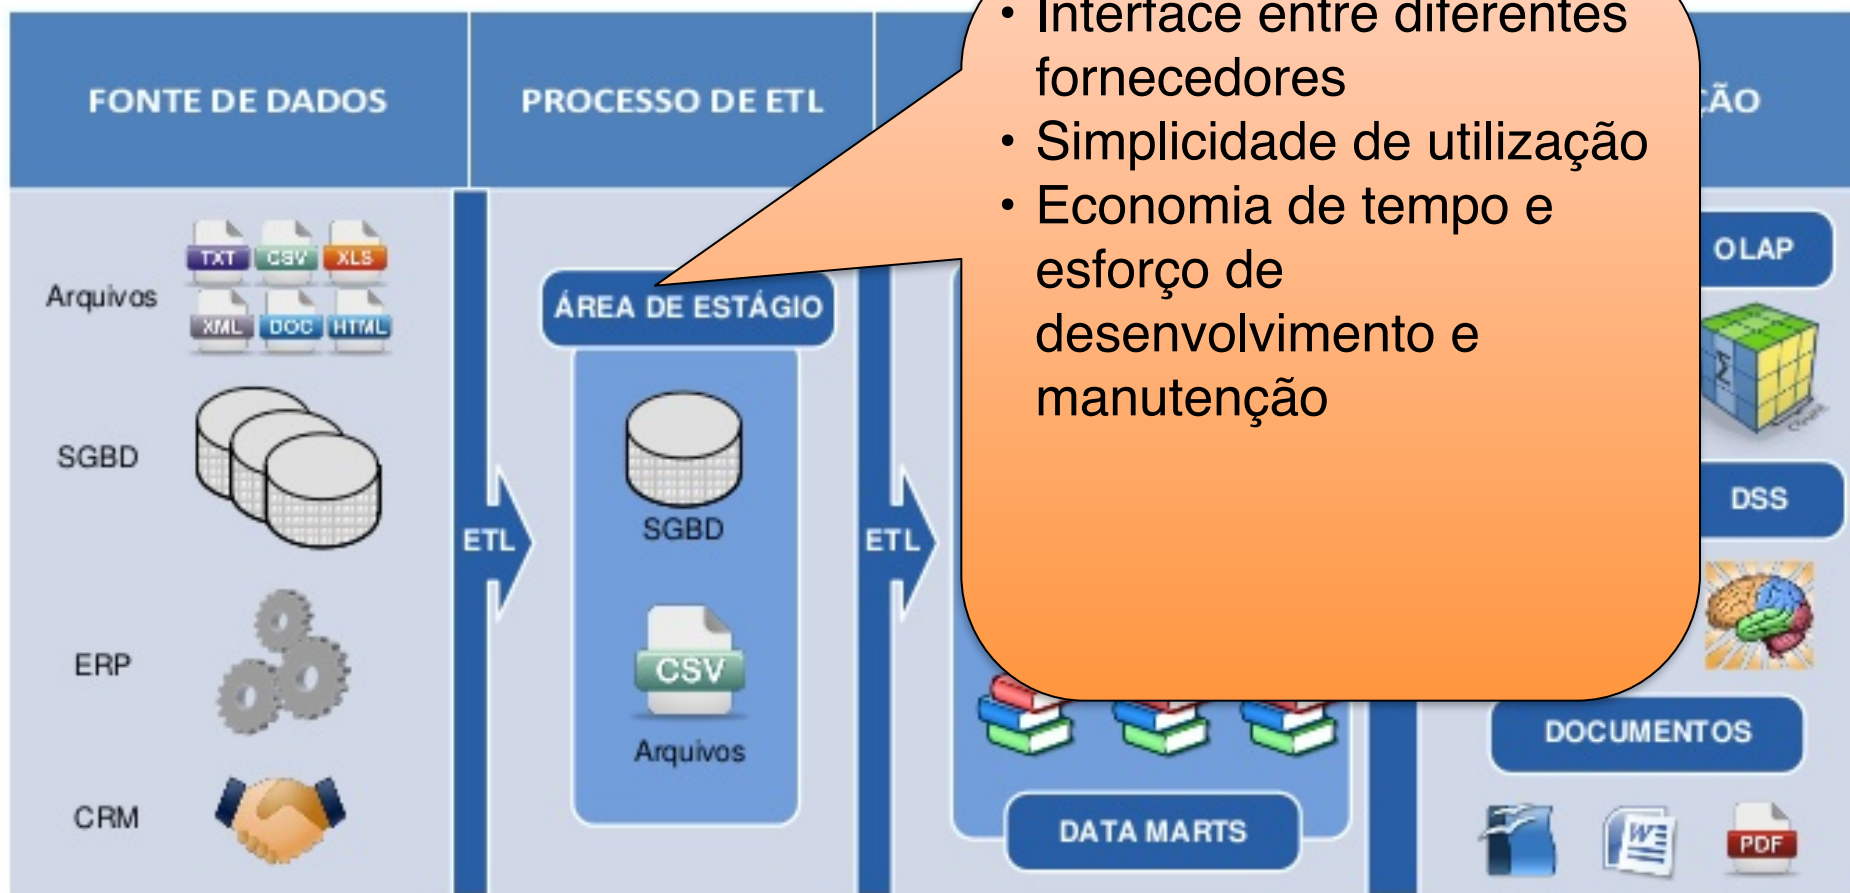 FONTE DE DADOS
PROCESSO DE ETL
ÇÃO
• Interface entre diferentes
fornecedores
• Simplicidade de utilização
• Economia de tempo e
esforço de
desenvolvimento e
manutenção
Arquivos
TXT
CSV
XLS
XML
DOC
HTML
SGBD
ERP
CRM
ETL
ÁREA DE ESTÁGIO
SGBD
CSV
Arquivos
ETL
DATA MARTS
OLAP
Σ
DSS
DOCUMENTOS
W
PDF